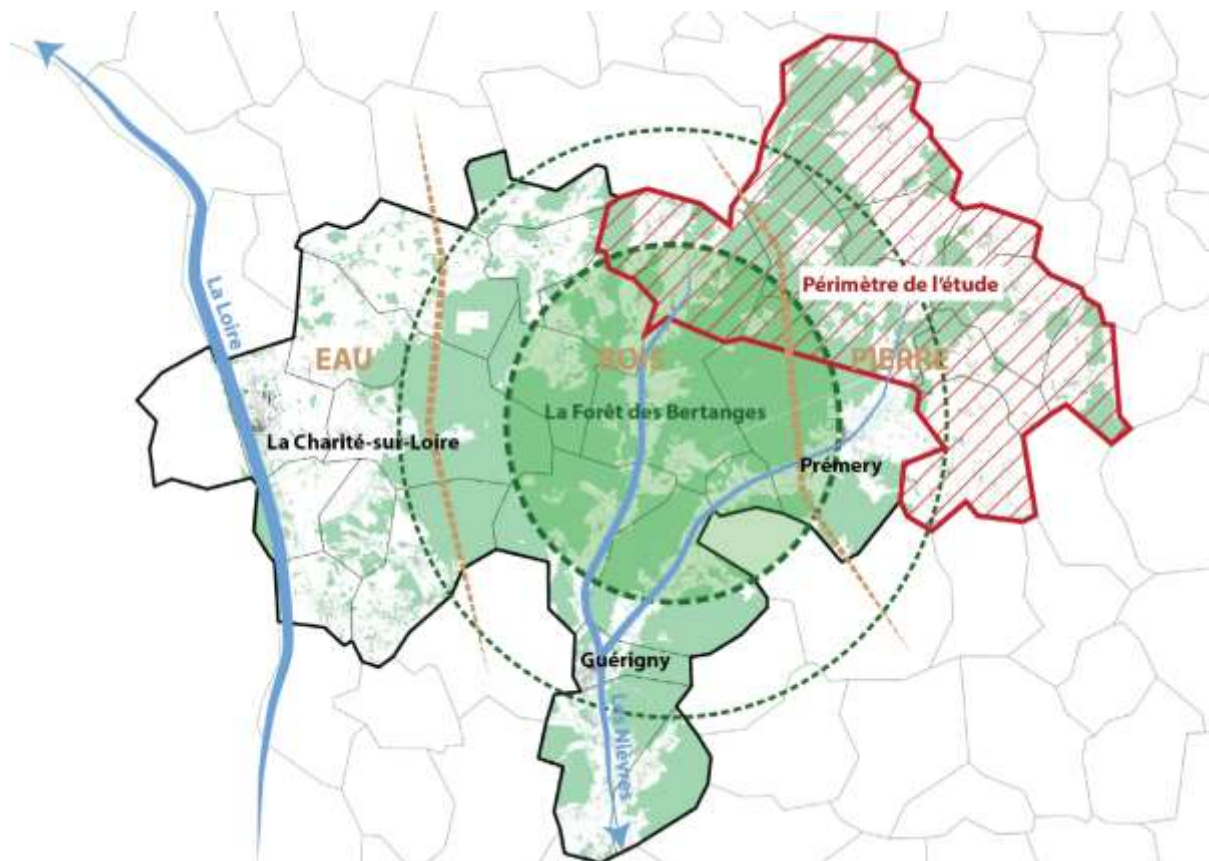 La Loire
Périmètre de l'étude
EAU
BOIS
PIERRE
La Forêt des Bertanges
La Charité-sur-Loire
Prémery
Guérigny
Les Nièvres